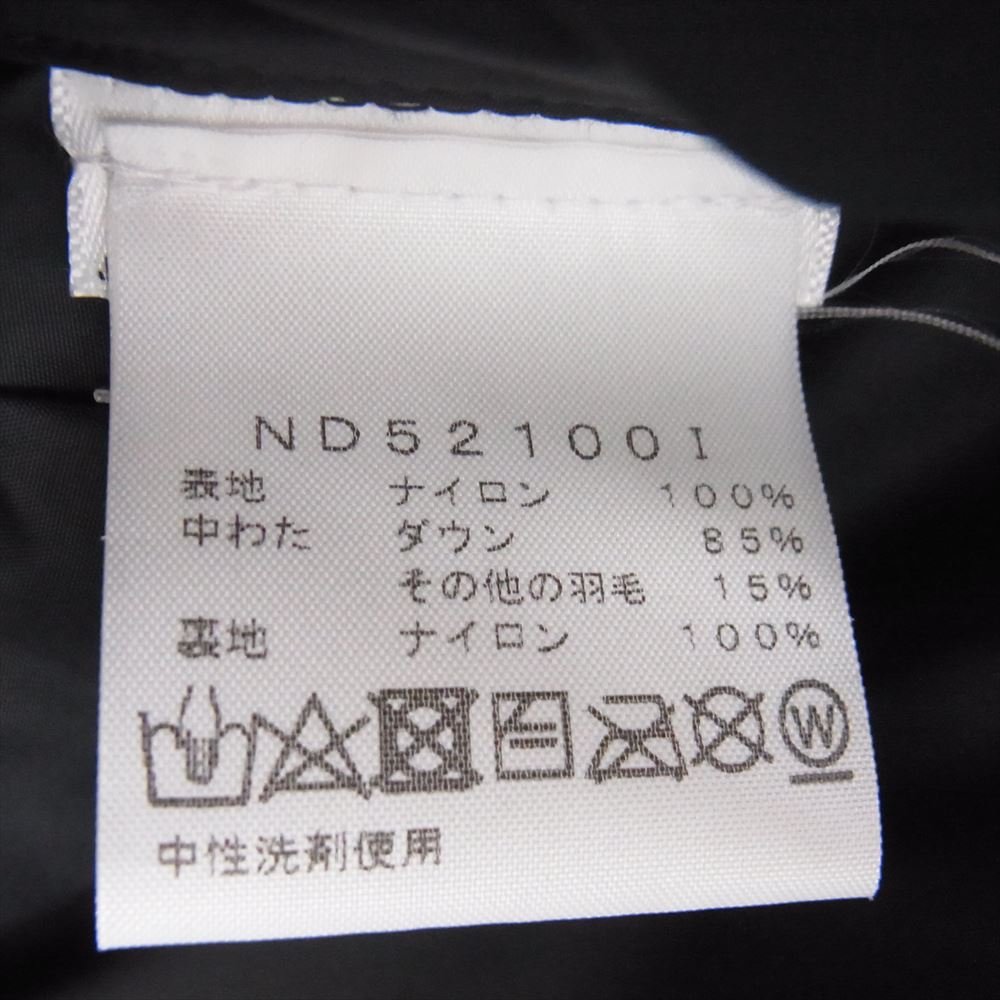 ND52100I
表地 ナイロン 100%
中わた ダウン 85%
その他の羽毛 15%
裏地 ナイロン 100%
W
中性洗剤使用